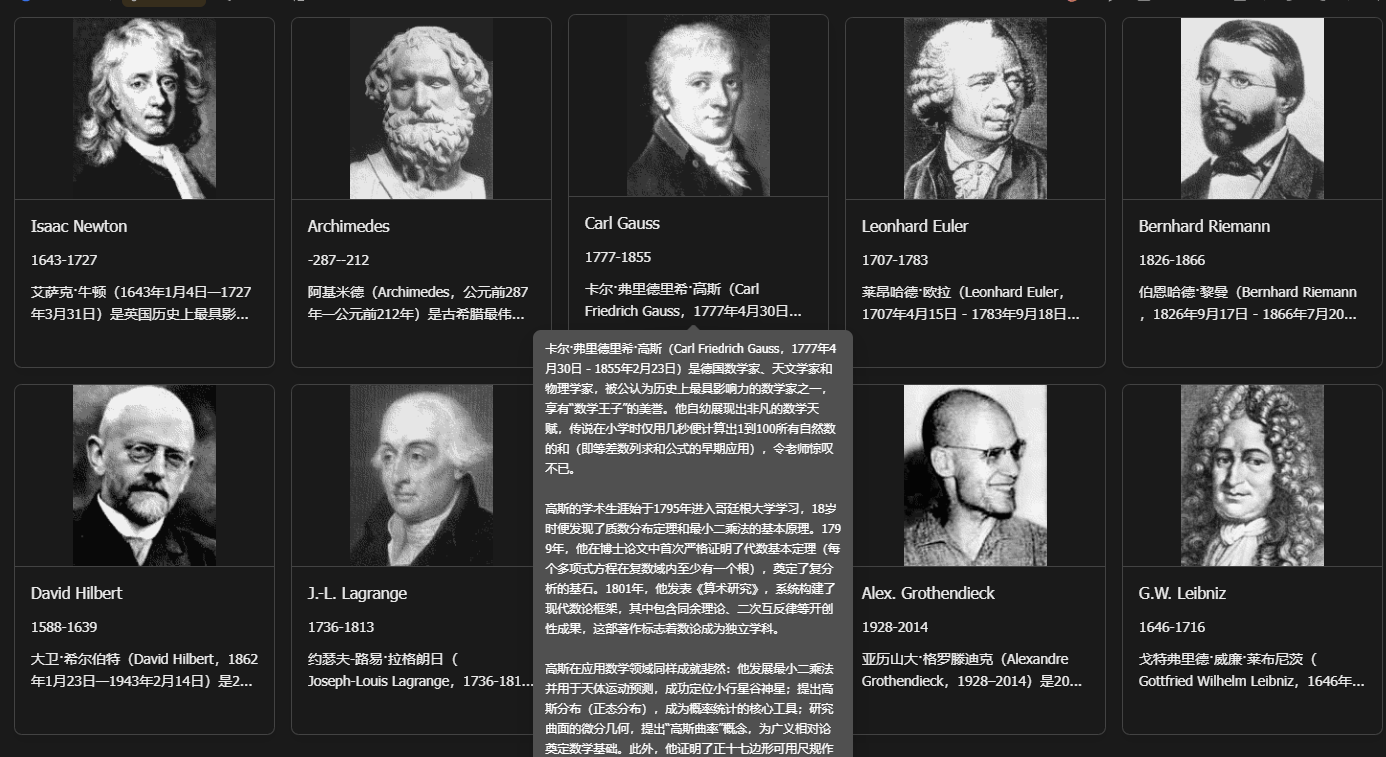 Isaac Newton
1643-1727
艾萨克·牛顿（1643年1月4日—1727
年3月31日）是英国历史上最具影...
Archimedes
-287--212
阿基米德（Archimedes，公元前287
年—公元前212年）是古希腊最伟...
Carl Gauss
1777-1855
卡尔·弗里德里希·高斯（Carl
Friedrich Gauss，1777年4月30日...
Leonhard Euler
1707-1783
莱昂哈德·欧拉（Leonhard Euler，
1707年4月15日 - 1783年9月18日...
Bernhard Riemann
1826-1866
伯恩哈德·黎曼（Bernhard Riemann
，1826年9月17日 - 1866年7月20...
卡尔·弗里德里希·高斯（Carl Friedrich Gauss，1777年4
月30日 - 1855年2月23日）是德国数学家、天文学家和
物理学家，被公认为历史上最具影响力的数学家之一，
享有“数学王子”的美誉。他自幼展现出非凡的数学天
赋，传说在小学时仅用几秒便计算出1到100所有自然数
的和（即等差数列求和公式的早期应用），令老师惊叹
不已。
高斯的学术生涯始于1795年进入哥廷根大学学习，18岁
时便发现了质数分布定理和最小二乘法的基本原理。179
9年，他在博士论文中首次严格证明了代数基本定理（每
个多项式方程在复数域内至少有一个根），奠定了复分
析的基石。1801年，他发表《算术研究》，系统构建了
现代数论框架，其中包含同余理论、二次互反律等开创
性成果，这部著作标志着数论成为独立学科。
高斯在应用数学领域同样成就斐然：他发展最小二乘法
并用于天体运动预测，成功定位小行星谷神星；提出高
斯分布（正态分布），成为概率统计的核心工具；研究
曲面的微分几何，提出“高斯曲率”概念，为广义相对论
奠定数学基础。此外，他证明了正十七边形可用尺规作
David Hilbert
1588-1639
大卫·希尔伯特（David Hilbert，1862
年1月23日—1943年2月14日）是2...
J.-L. Lagrange
1736-1813
约瑟夫-路易·拉格朗日（
Joseph-Louis Lagrange，1736-181...
Alex. Grothendieck
1928-2014
亚历山大·格罗滕迪克（Alexandre
Grothendieck，1928–2014）是20...
G.W. Leibniz
1646-1716
戈特弗里德·威廉·莱布尼茨（
Gottfried Wilhelm Leibniz，1646年...